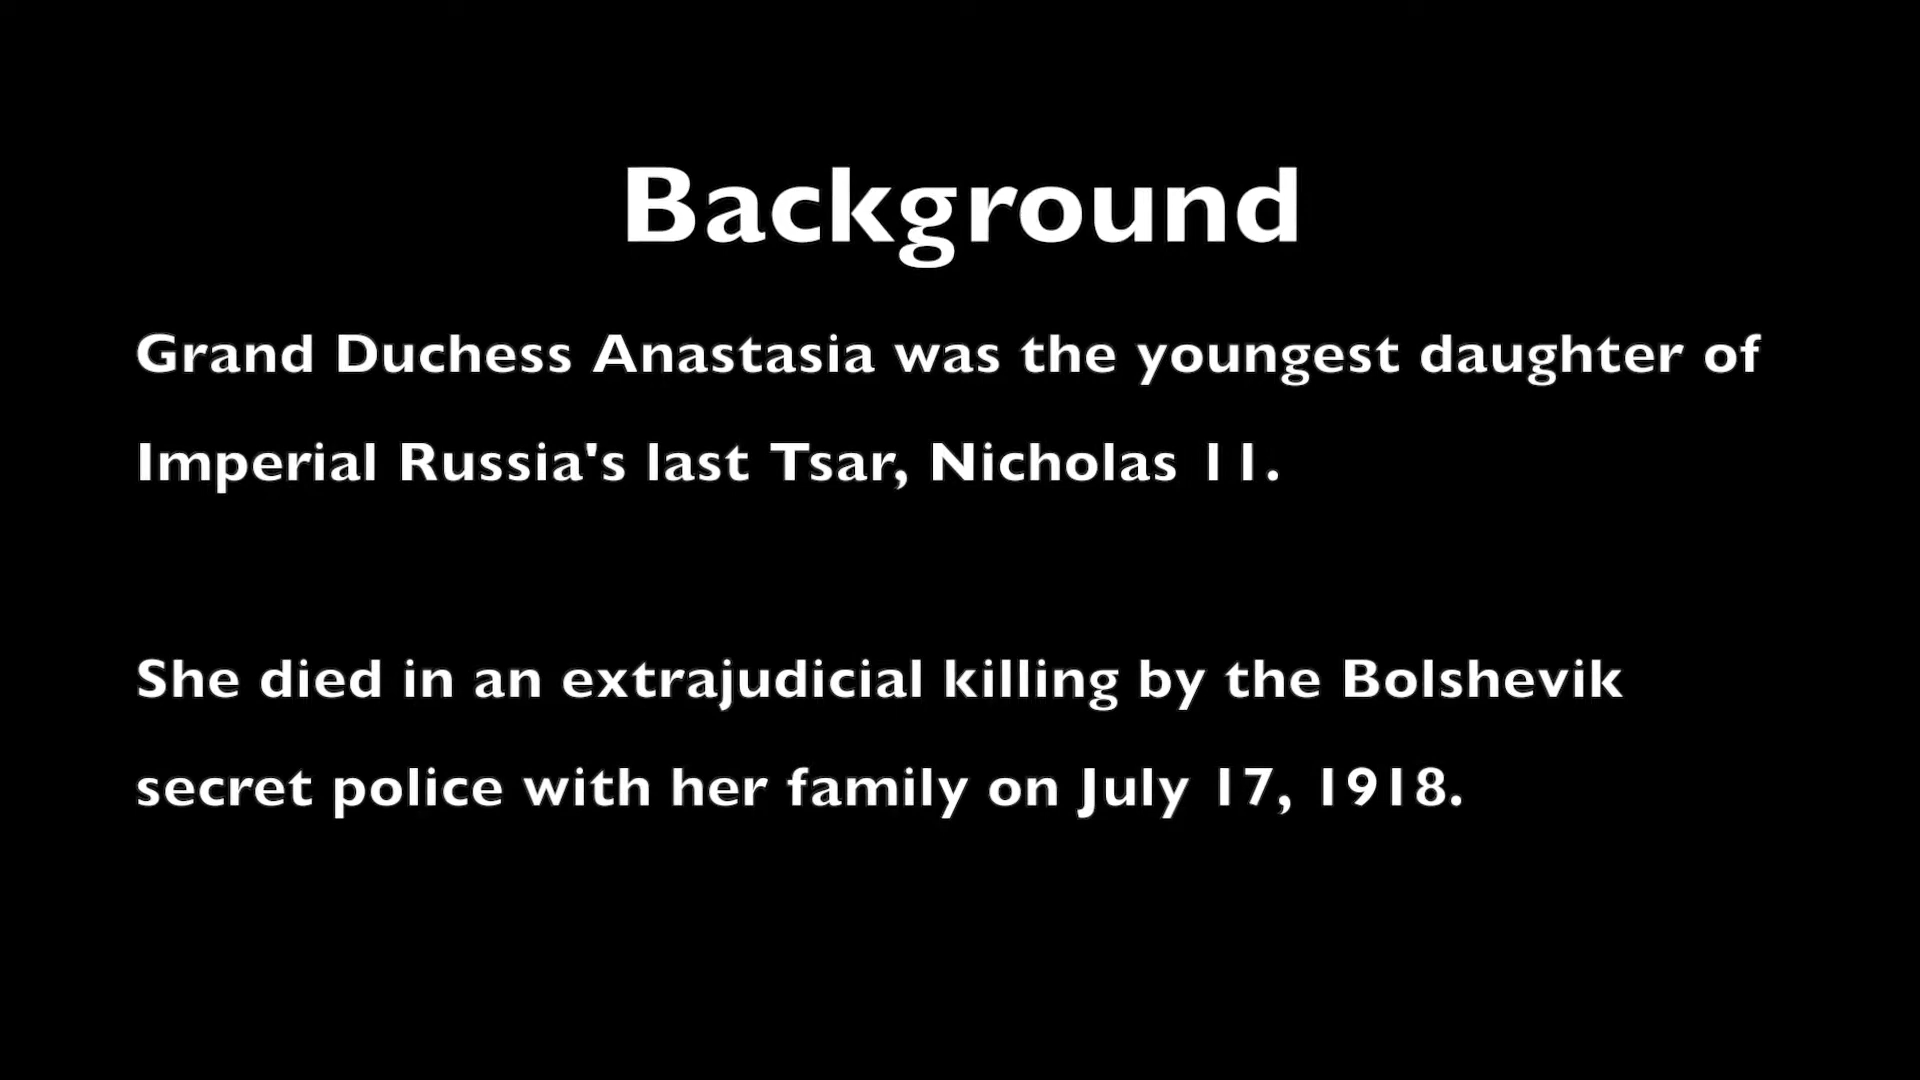 Background
Grand Duchess Anastasia was the youngest daughter of
Imperial Russia's last Tsar, Nicholas 11.
She died in an extrajudicial killing by the Bolshevik
secret police with her family on July 17, 1918.